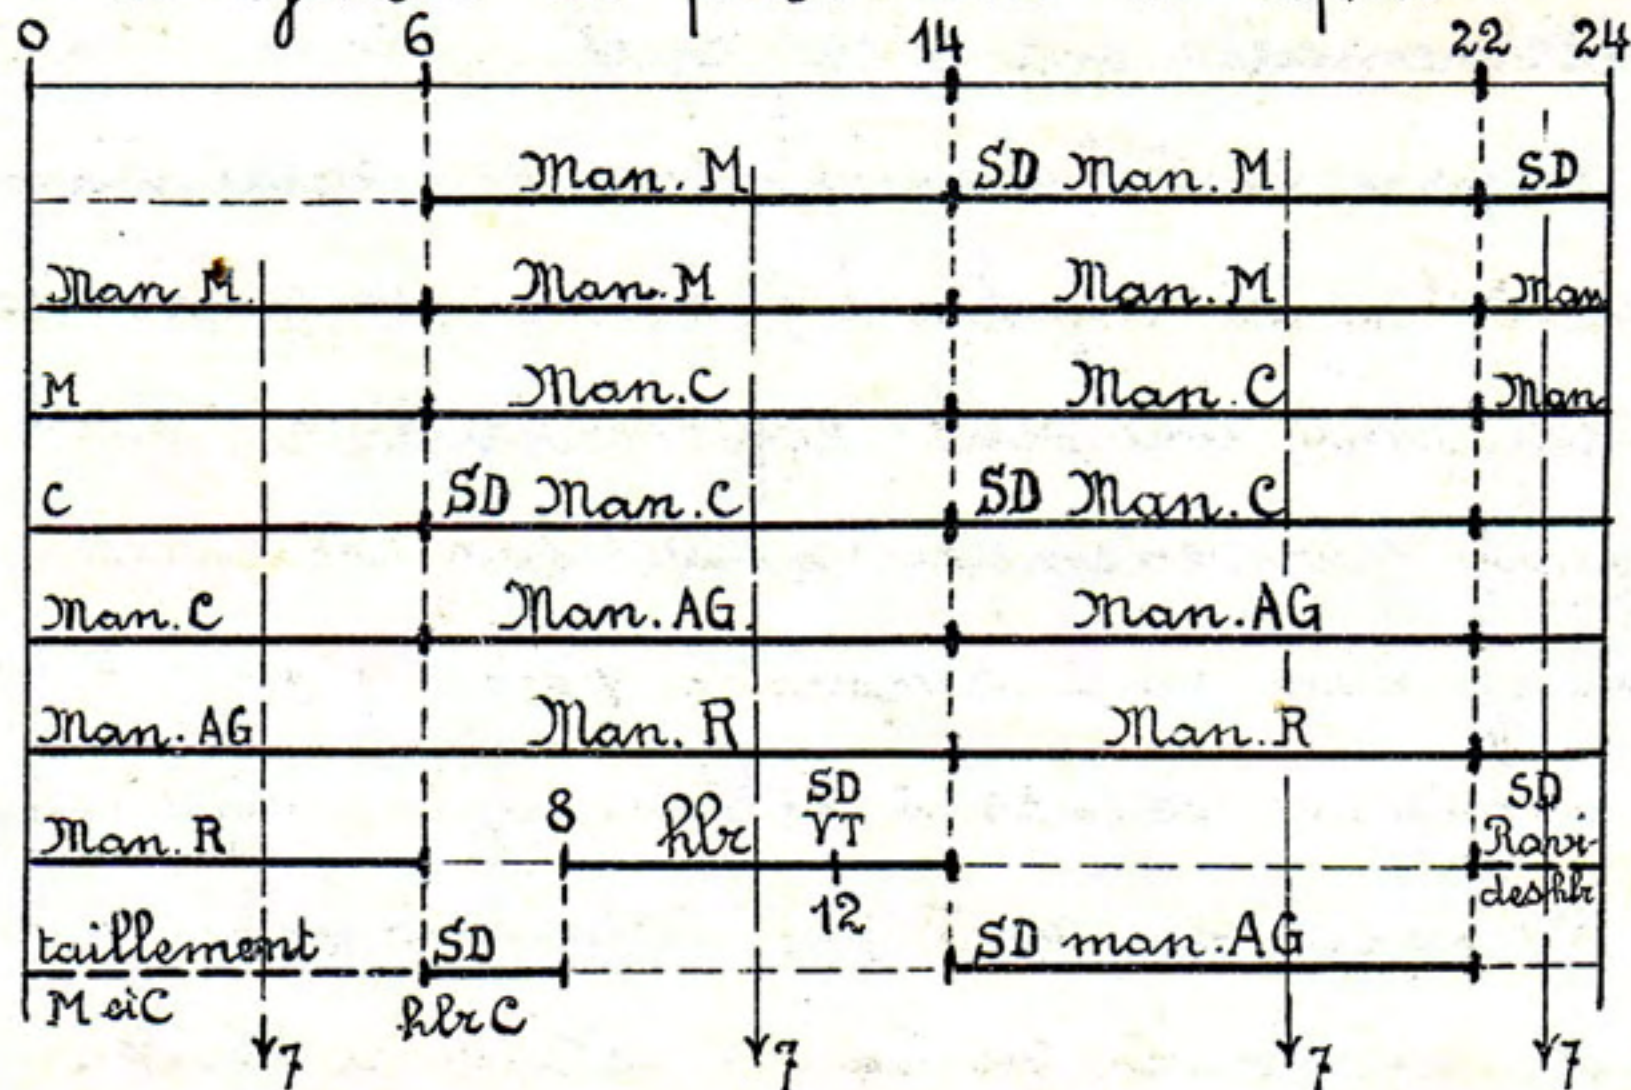 0 6 14 22 24
Man. M SD Man. M SD
Man M. Man. M Man. M Man
M Man. C Man. C Man.
C SD Man. C SD Man. C
Man. C Man. AG. Man. AG
Man. AG Man. R Man. R
Man. R 8 hlr SD VT 12 SD Ravi-
des hlr
taillement SD SD man. AG
M et C hlr C
7 7 7 7